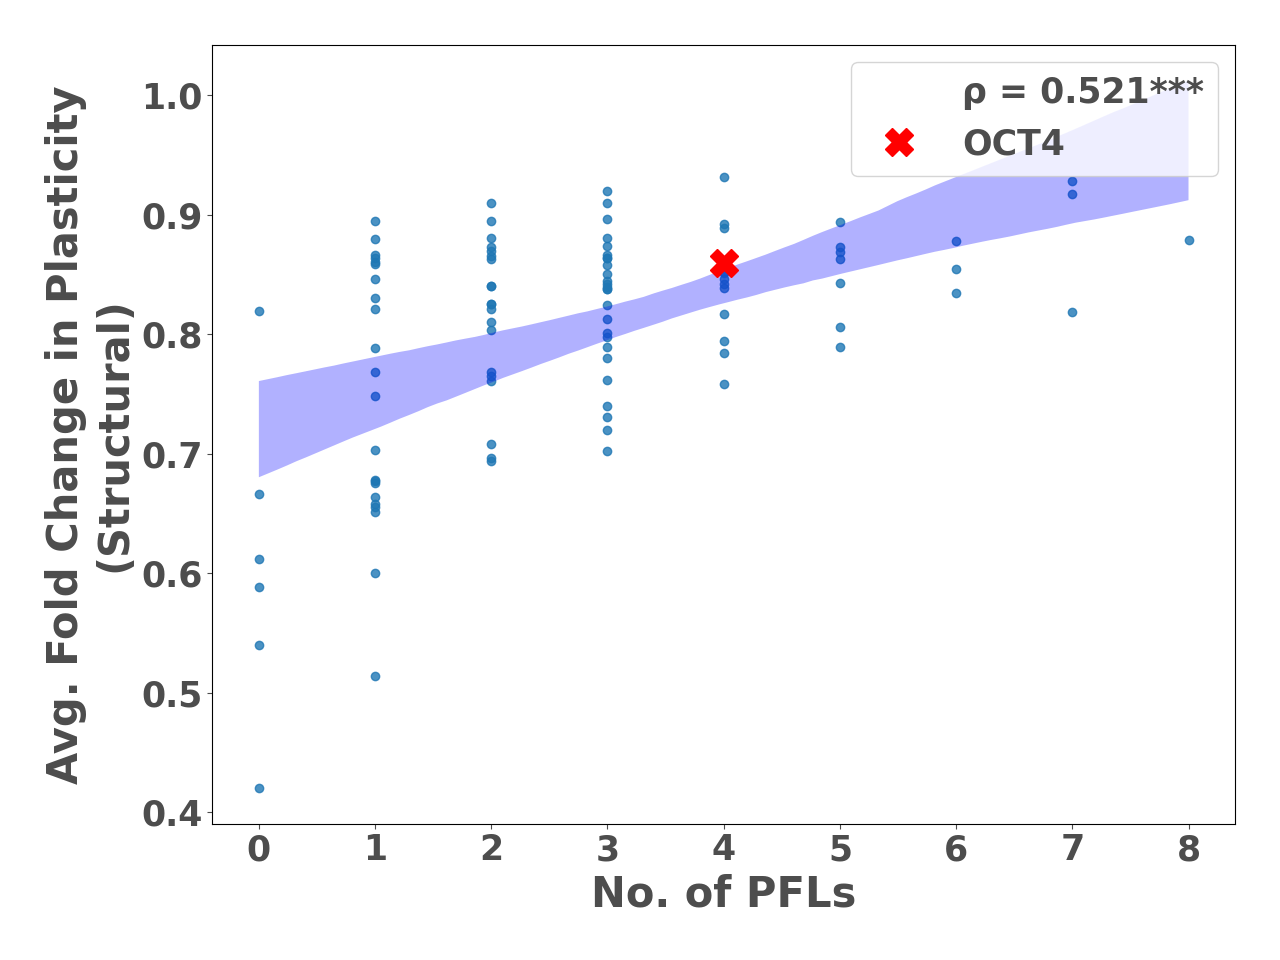 ρ = 0.521***
OCT4
Avg. Fold Change in Plasticity
(Structural)
1.0
0.9
0.8
0.7
0.6
0.5
0.4
0 1 2 3 4 5 6 7 8
No. of PFLs